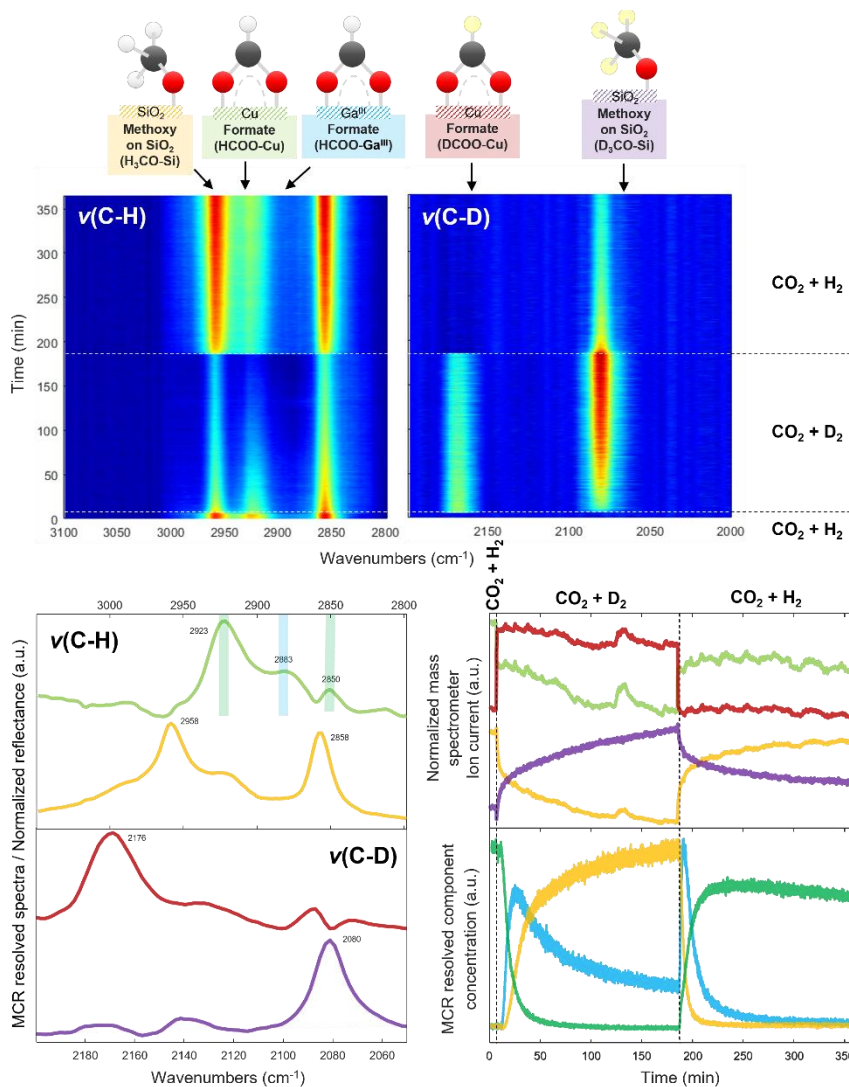 SiO2
Methoxy
on SiO2
(H3CO-Si)
Cu
Formate
(HCOO-Cu)
GaIII
Formate
(HCOO-GaIII)
Cu
Formate
(DCOO-Cu)
SiO2
Methoxy
on SiO2
(D3CO-Si)
ν(C-H)
ν(C-D)
Time (min)
350
300
250
200
150
100
50
0
3100 3050 3000 2950 2900 2850 2800
2150 2100 2050 2000
Wavenumbers (cm-1)
CO2 + H2
CO2 + D2
CO2 + H2
3000 2950 2900 2850 2800
ν(C-H)
2923
2883
2850
2958
2858
ν(C-D)
2176
2080
MCR resolved spectra / Normalized reflectance (a.u.)
2180 2160 2140 2120 2100 2080 2060
Wavenumbers (cm-1)
CO2 + H2
CO2 + D2
CO2 + H2
Normalized mass
spectrometer
Ion current (a.u.)
MCR resolved component
concentration (a.u.)
0 50 100 150 200 250 300 350
Time (min)